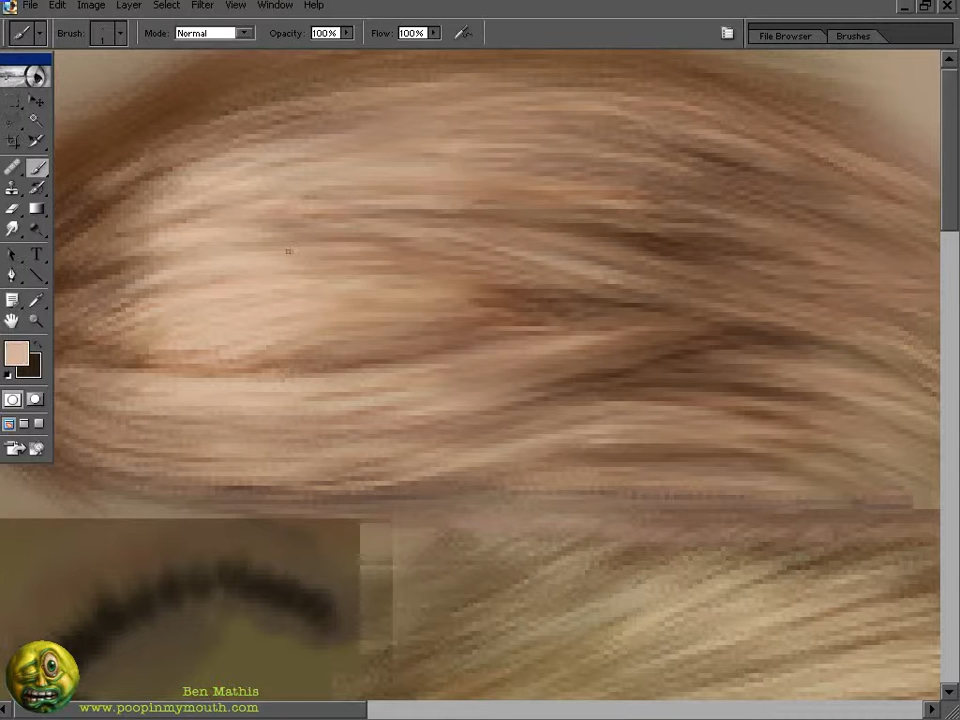 File Edit Image Layer Select Filter View Window Help
Brush: 1 Mode: Normal Opacity: 100% Flow: 100% File Browser Brushes
T
Ben Mathis
www.poopinmymouth.com